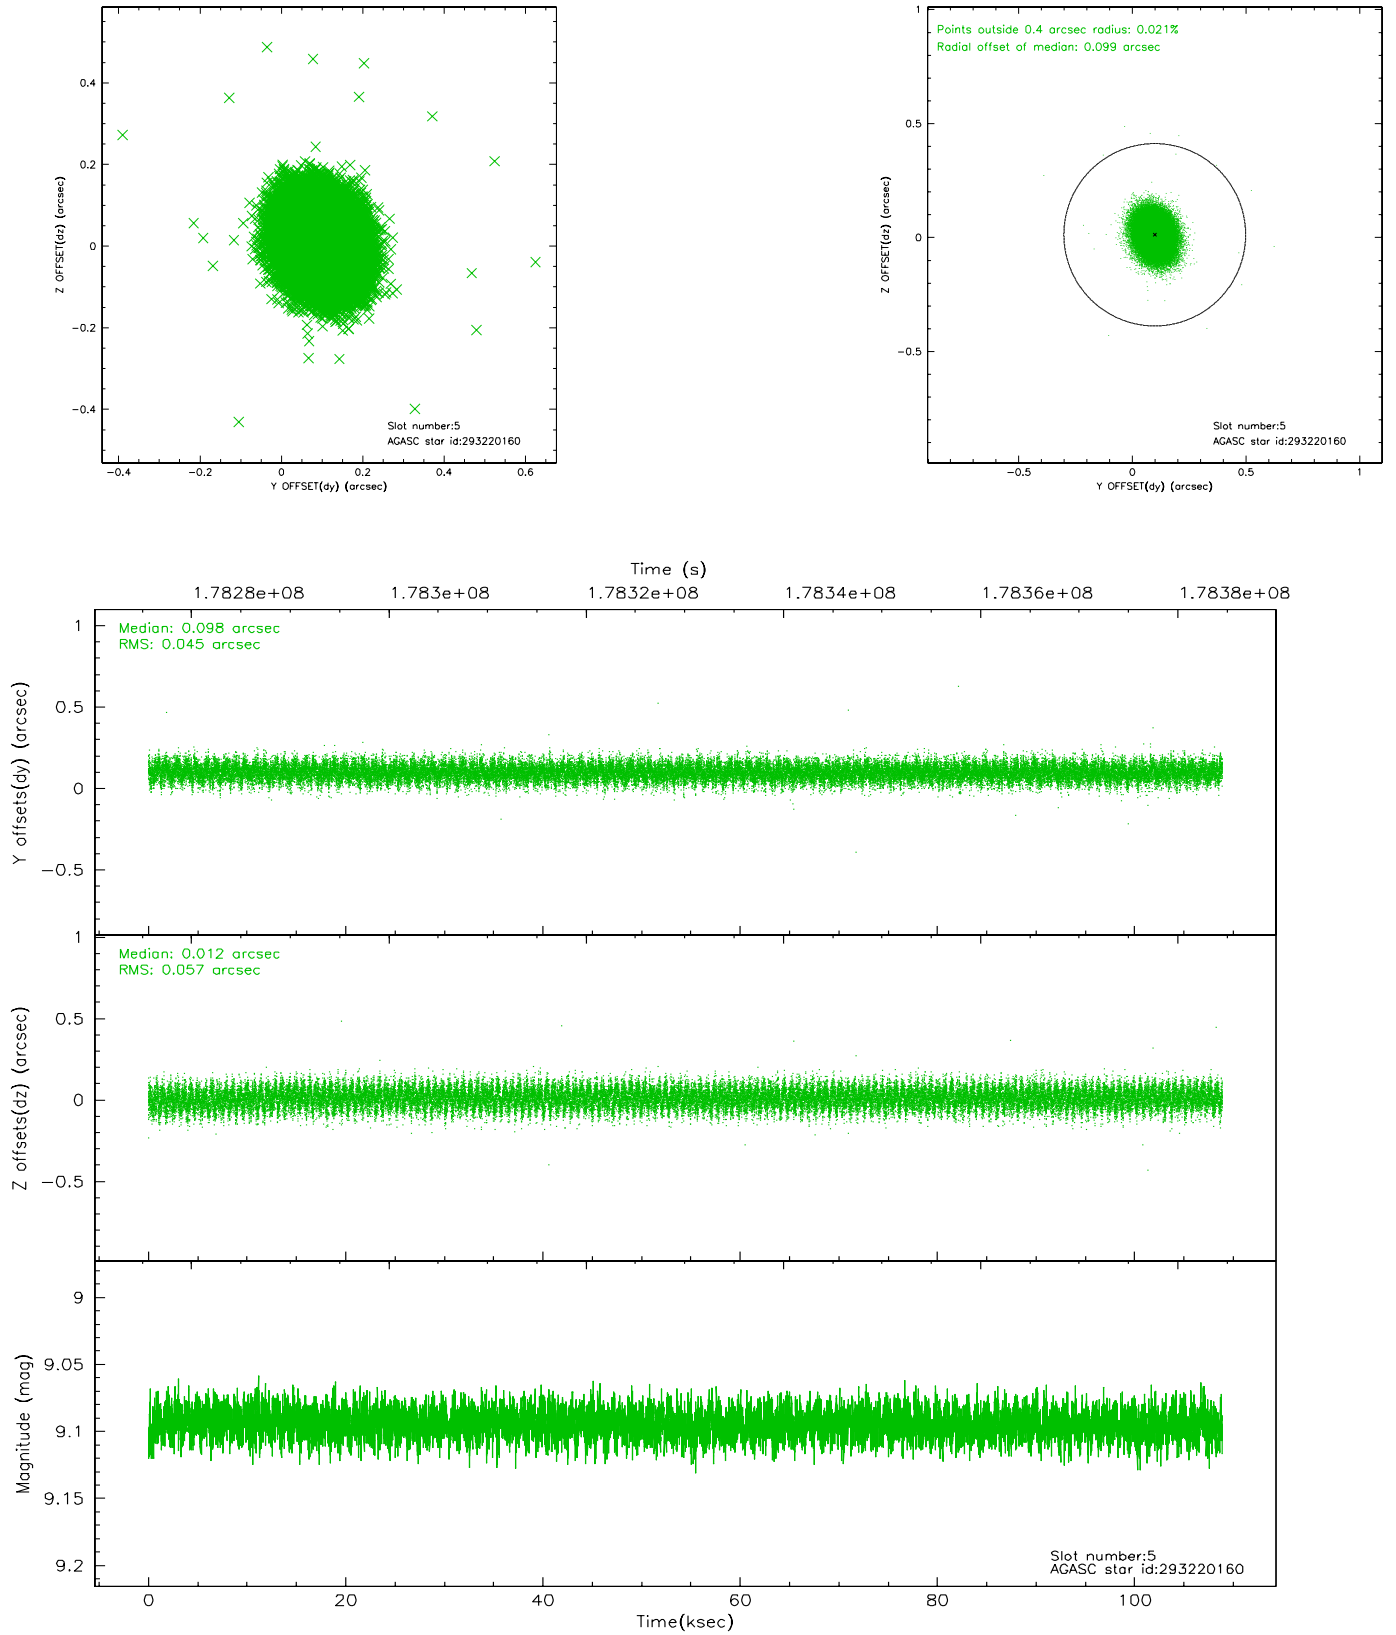 0.4
0.2
0
−0.2
−0.4
Z OFFSET(dz) (arcsec)
Slot number:5
AGASC star id:293220160
−0.4 −0.2 0 0.2 0.4 0.6
Y OFFSET(dy) (arcsec)
Points outside 0.4 arcsec radius: 0.021%
Radial offset of median: 0.099 arcsec
1
0.5
0
−0.5
Z OFFSET(dz) (arcsec)
Slot number:5
AGASC star id:293220160
−0.5 0 0.5 1
Y OFFSET(dy) (arcsec)
Time (s)
1.7828e+08 1.783e+08 1.7832e+08 1.7834e+08 1.7836e+08 1.7838e+08
Median: 0.098 arcsec
RMS: 0.045 arcsec
1
0.5
0
−0.5
Y offsets(dy) (arcsec)
Median: 0.012 arcsec
RMS: 0.057 arcsec
1
0.5
0
−0.5
Z offsets(dz) (arcsec)
9
9.05
9.1
9.15
9.2
Magnitude (mag)
Slot number:5
AGASC star id:293220160
0 20 40 60 80 100
Time(ksec)